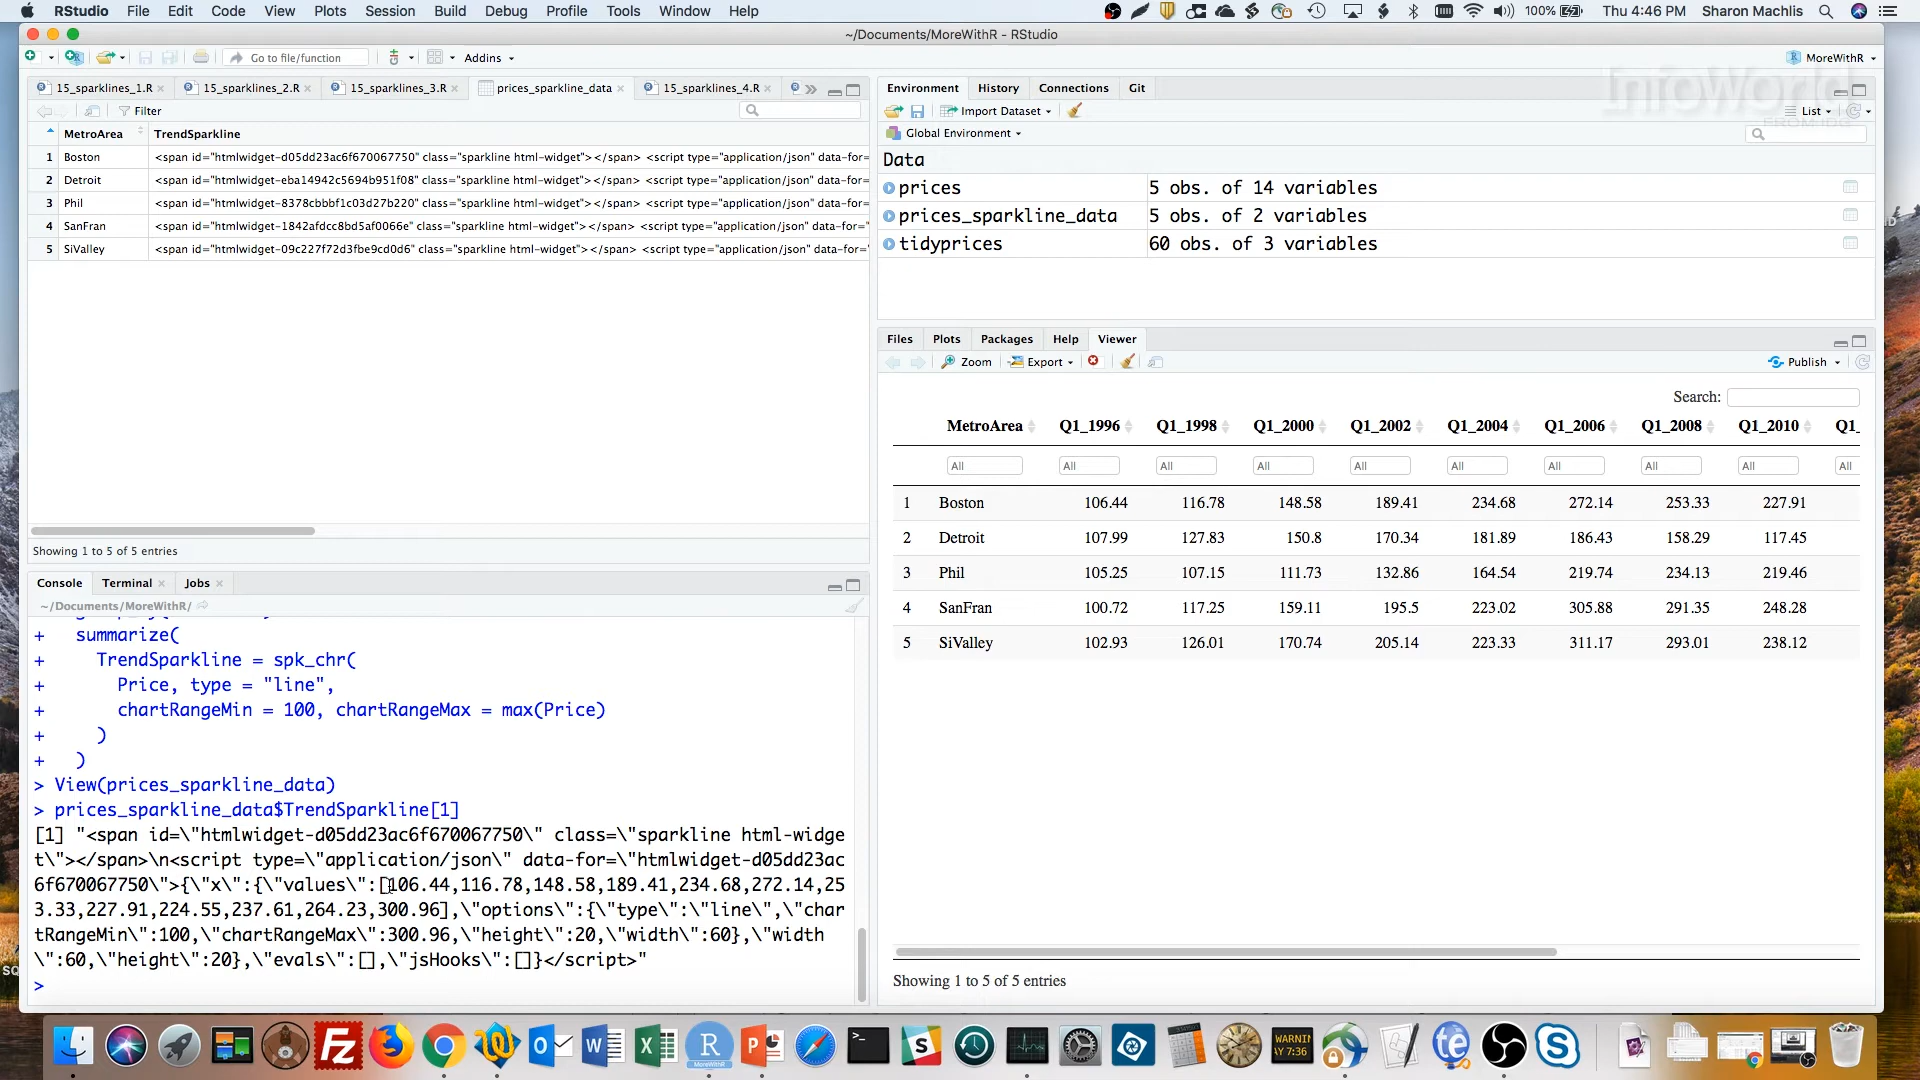 RStudio File Edit Code View Plots Session Build Debug Profile Tools Window Help 100% Thu 4:46 PM Sharon Machlis
~/Documents/MoreWithR - RStudio
Go to file/function Addins MoreWithR
InfoWorld
FROM IDG
15_sparklines_1.R 15_sparklines_2.R 15_sparklines_3.R prices_sparkline_data 15_sparklines_4.R
Filter
MetroArea TrendSparkline
1 Boston <span id="htmlwidget-d05dd23ac6f670067750" class="sparkline html-widget"></span> <script type="application/json" data-for=
2 Detroit <span id="htmlwidget-eba14942c5694b951f08" class="sparkline html-widget"></span> <script type="application/json" data-for=
3 Phil <span id="htmlwidget-8378cbbbf1c03d27b220" class="sparkline html-widget"></span> <script type="application/json" data-for=
4 SanFran <span id="htmlwidget-1842afdcc8bd5af0066e" class="sparkline html-widget"></span> <script type="application/json" data-for="
5 SiValley <span id="htmlwidget-09c227f72d3fbe9cd0d6" class="sparkline html-widget"></span> <script type="application/json" data-for="
Showing 1 to 5 of 5 entries
Environment History Connections Git
Import Dataset List
Global Environment
Data
prices 5 obs. of 14 variables
prices_sparkline_data 5 obs. of 2 variables
tidyprices 60 obs. of 3 variables
Files Plots Packages Help Viewer
Zoom Export Publish
Search:
MetroArea Q1_1996 Q1_1998 Q1_2000 Q1_2002 Q1_2004 Q1_2006 Q1_2008 Q1_2010 Q1_
All All All All All All All All All All
1 Boston 106.44 116.78 148.58 189.41 234.68 272.14 253.33 227.91
2 Detroit 107.99 127.83 150.8 170.34 181.89 186.43 158.29 117.45
3 Phil 105.25 107.15 111.73 132.86 164.54 219.74 234.13 219.46
4 SanFran 100.72 117.25 159.11 195.5 223.02 305.88 291.35 248.28
5 SiValley 102.93 126.01 170.74 205.14 223.33 311.17 293.01 238.12
Showing 1 to 5 of 5 entries
Console Terminal Jobs
~/Documents/MoreWithR/
+ summarize(
+ TrendSparkline = spk_chr(
+ Price, type = "line",
+ chartRangeMin = 100, chartRangeMax = max(Price)
+ )
+ )
> View(prices_sparkline_data)
> prices_sparkline_data$TrendSparkline[1]
[1] "<span id=\"htmlwidget-d05dd23ac6f670067750\" class=\"sparkline html-widge
t\"></span>\n<script type=\"application/json\" data-for=\"htmlwidget-d05dd23ac
6f670067750\">{\"x\":{\"values\":[106.44,116.78,148.58,189.41,234.68,272.14,25
3.33,227.91,224.55,237.61,264.23,300.96],\"options\":{\"type\":\"line\",\"char
tRangeMin\":100,\"chartRangeMax\":300.96,\"height\":20,\"width\":60},\"width
\":60,\"height\":20},\"evals\":[],\"jsHooks\":[]}</script>"
>